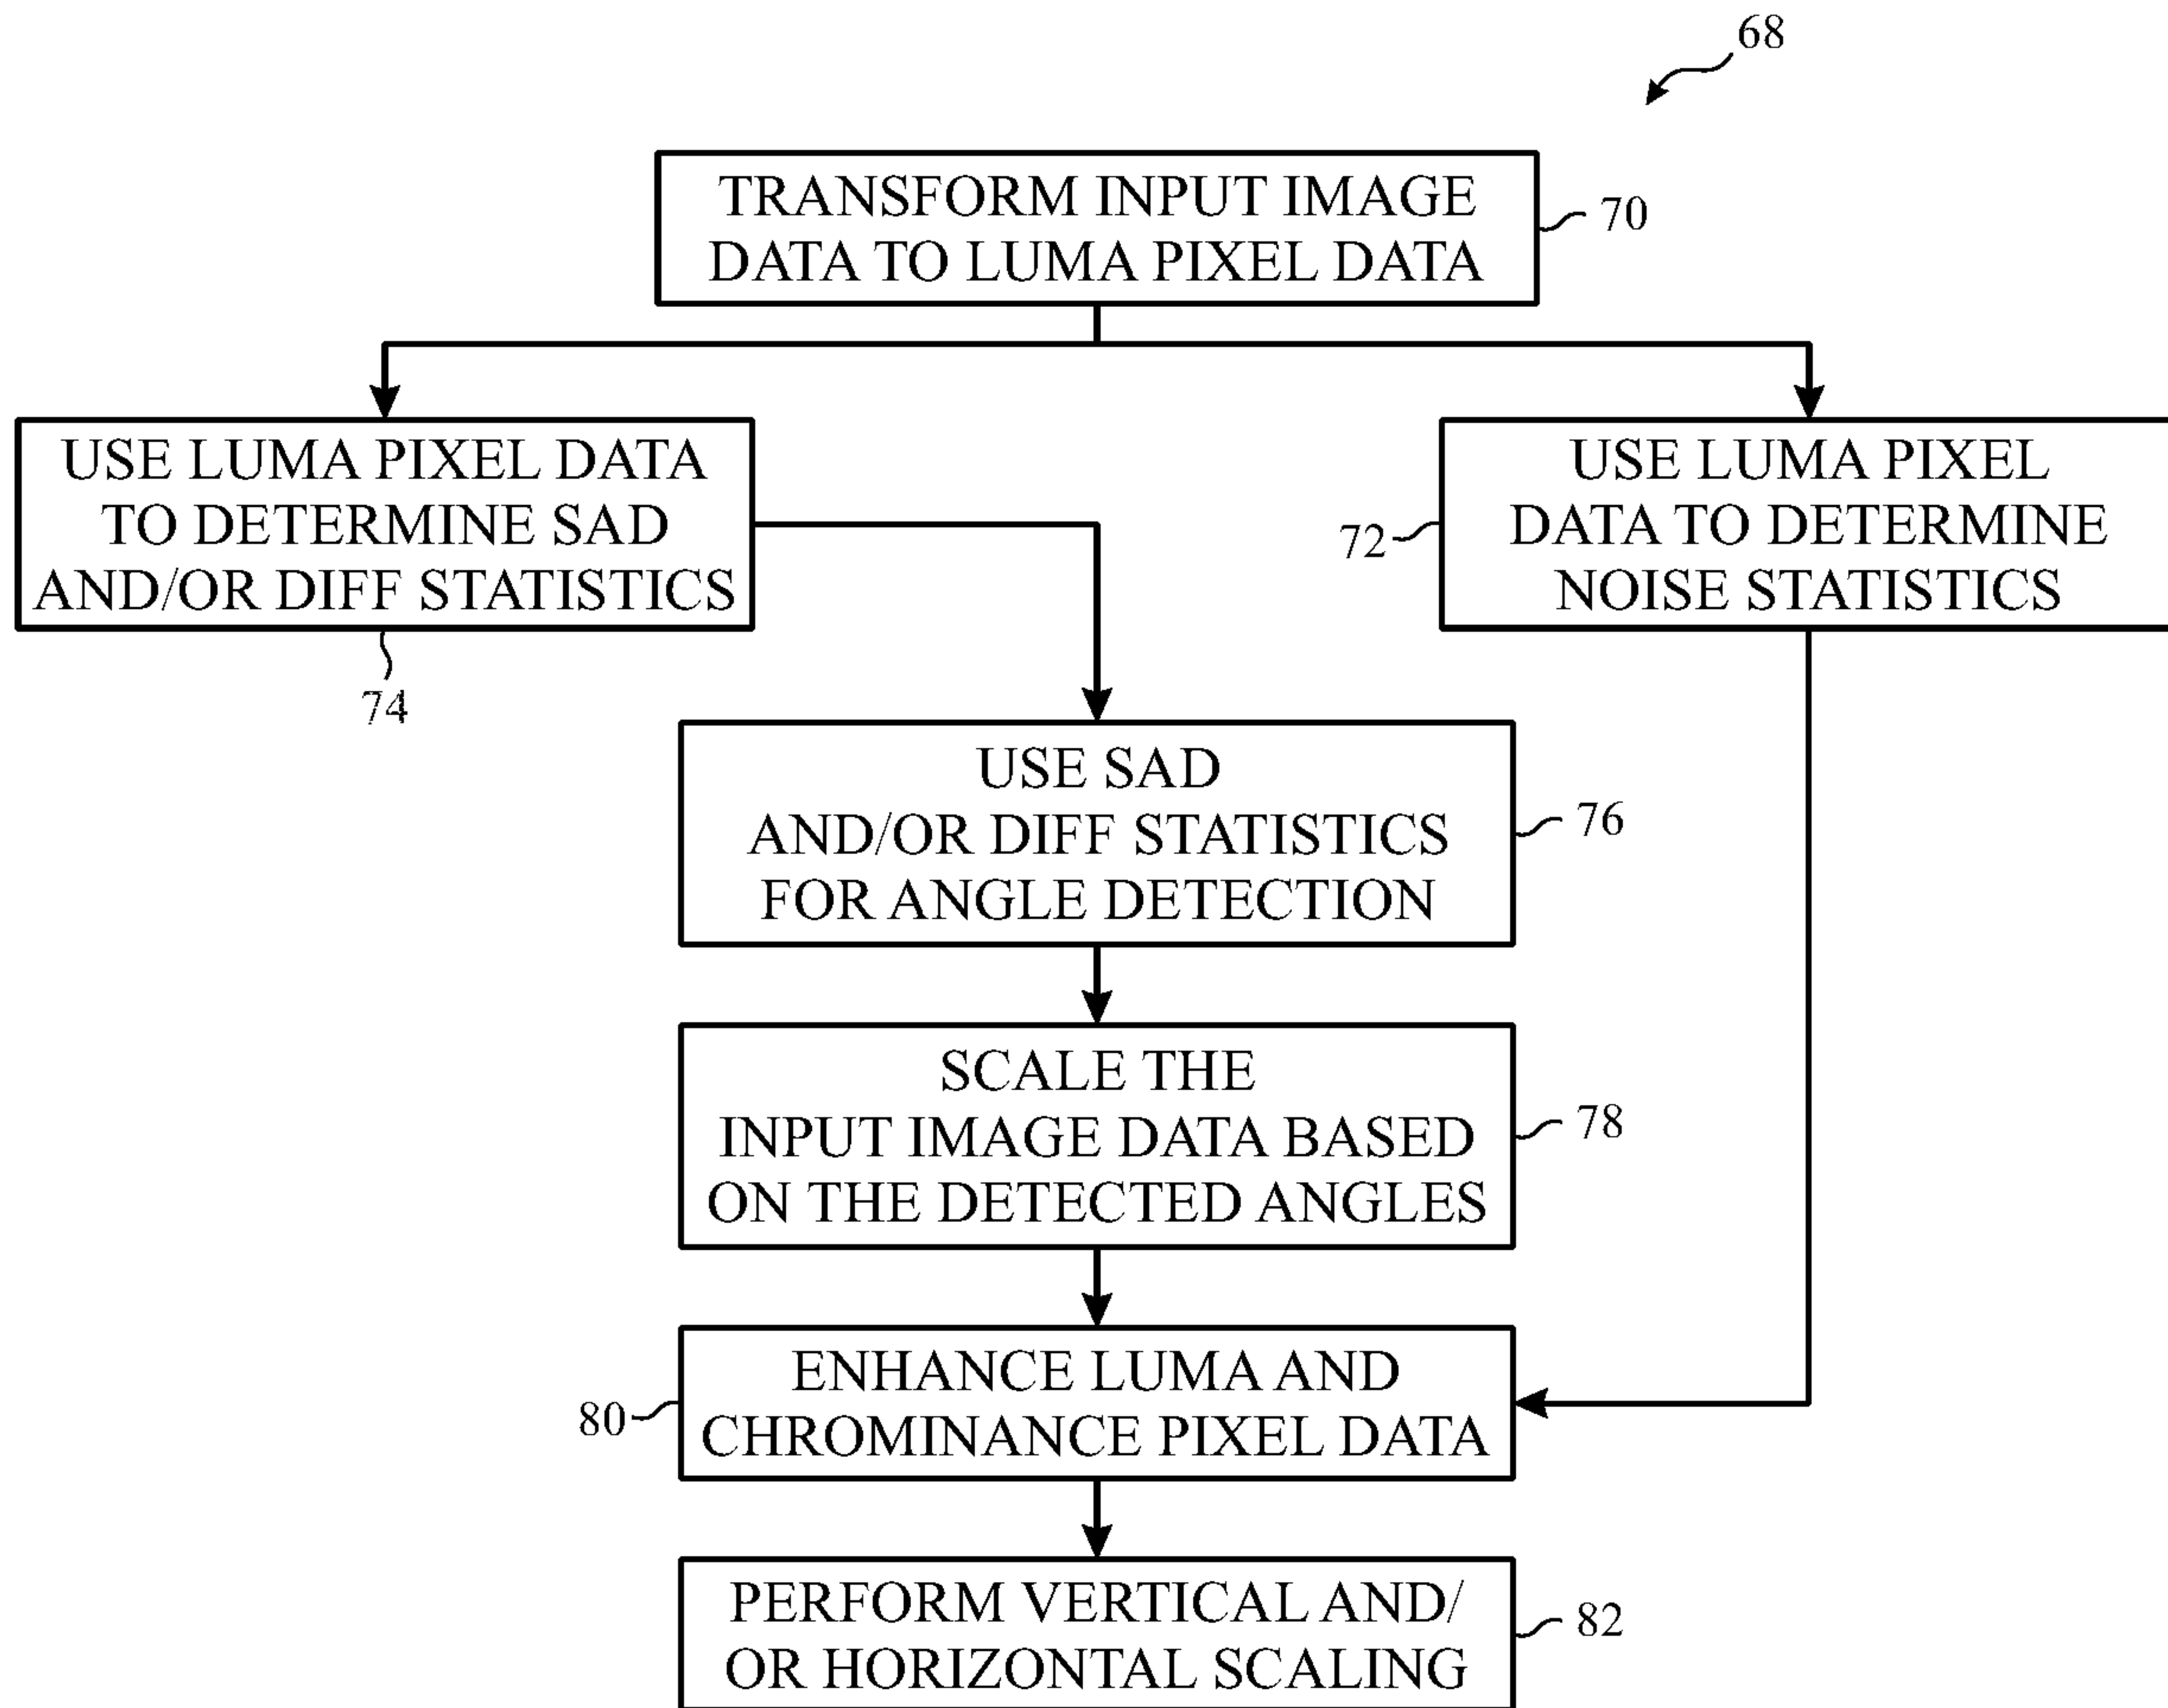 68
TRANSFORM INPUT IMAGE
DATA TO LUMA PIXEL DATA
70
USE LUMA PIXEL DATA
TO DETERMINE SAD
AND/OR DIFF STATISTICS
74
USE LUMA PIXEL
DATA TO DETERMINE
NOISE STATISTICS
72
USE SAD
AND/OR DIFF STATISTICS
FOR ANGLE DETECTION
76
SCALE THE
INPUT IMAGE DATA BASED
ON THE DETECTED ANGLES
78
ENHANCE LUMA AND
CHROMINANCE PIXEL DATA
80
PERFORM VERTICAL AND/
OR HORIZONTAL SCALING
82